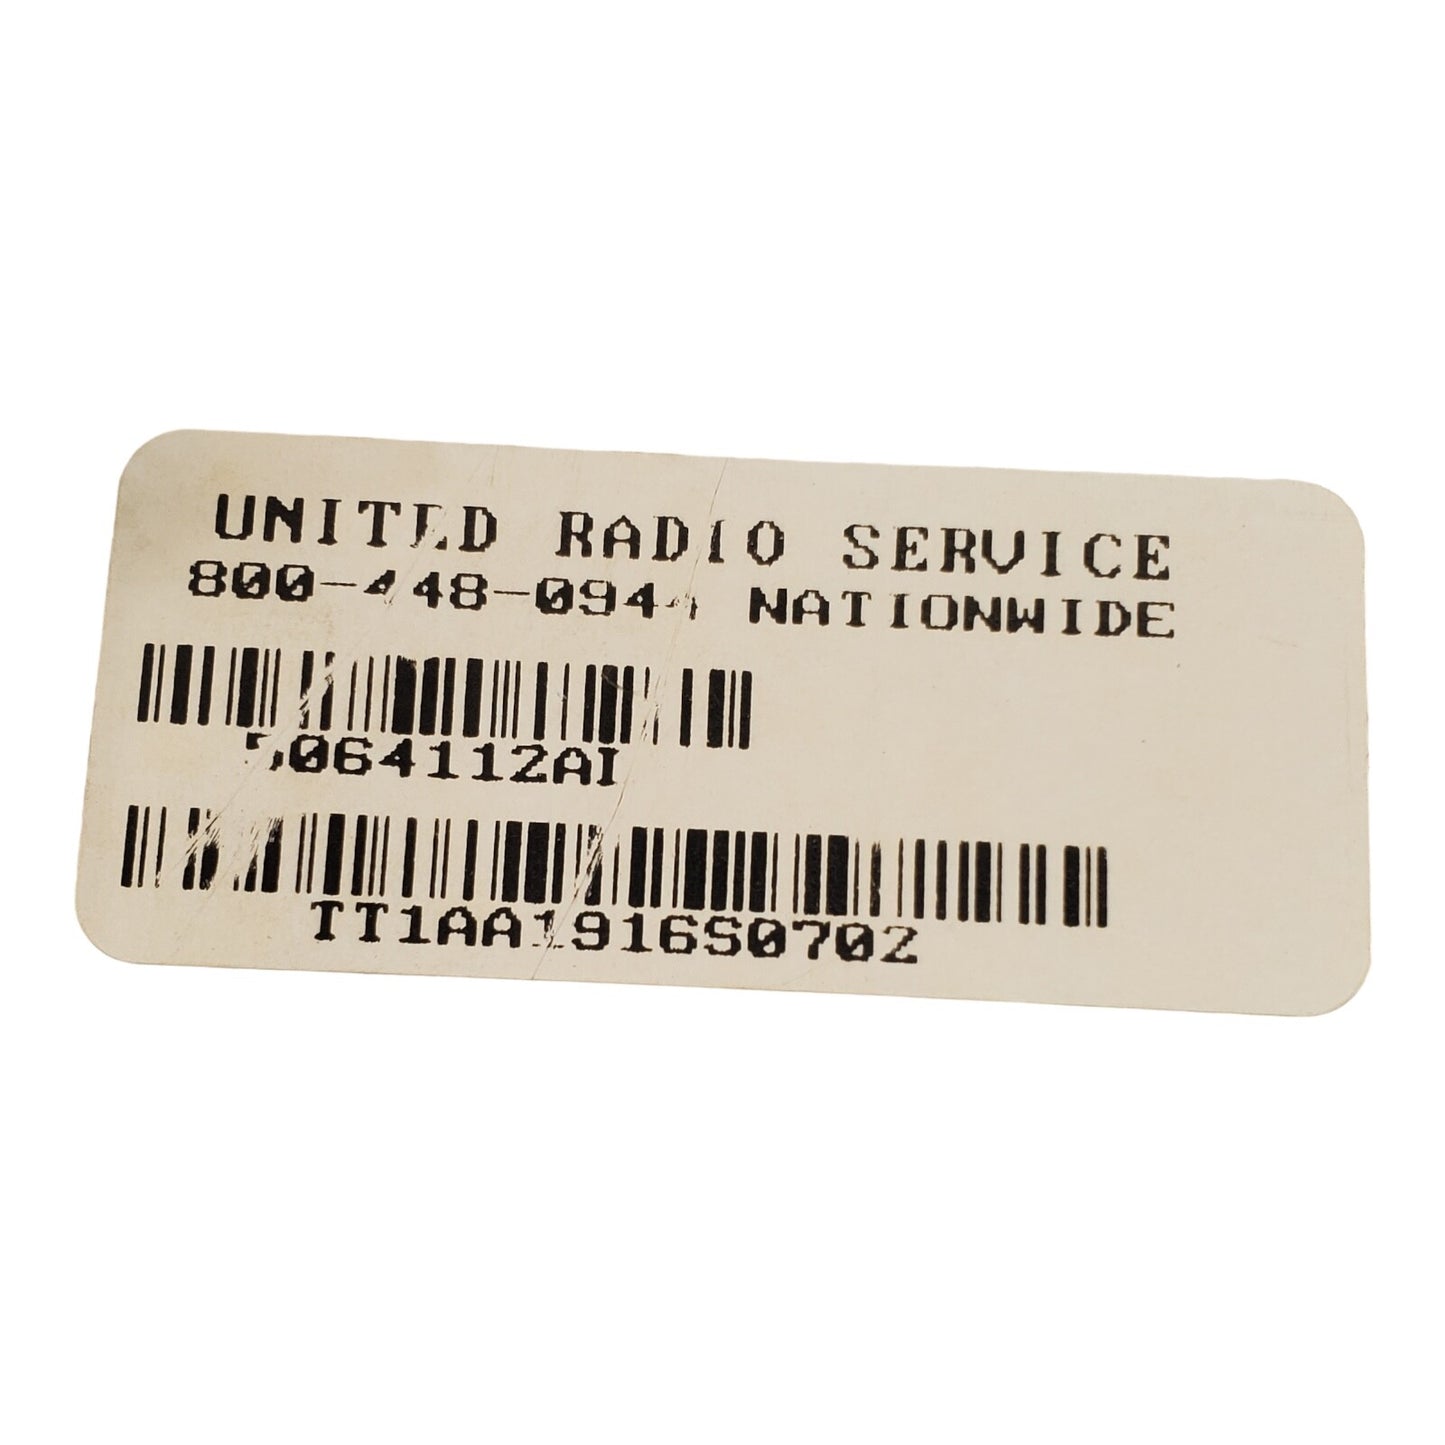 UNITED RADIO SERVICE
800-448-0944 NATIONWIDE
5064112AI
TT1AA1916S0702